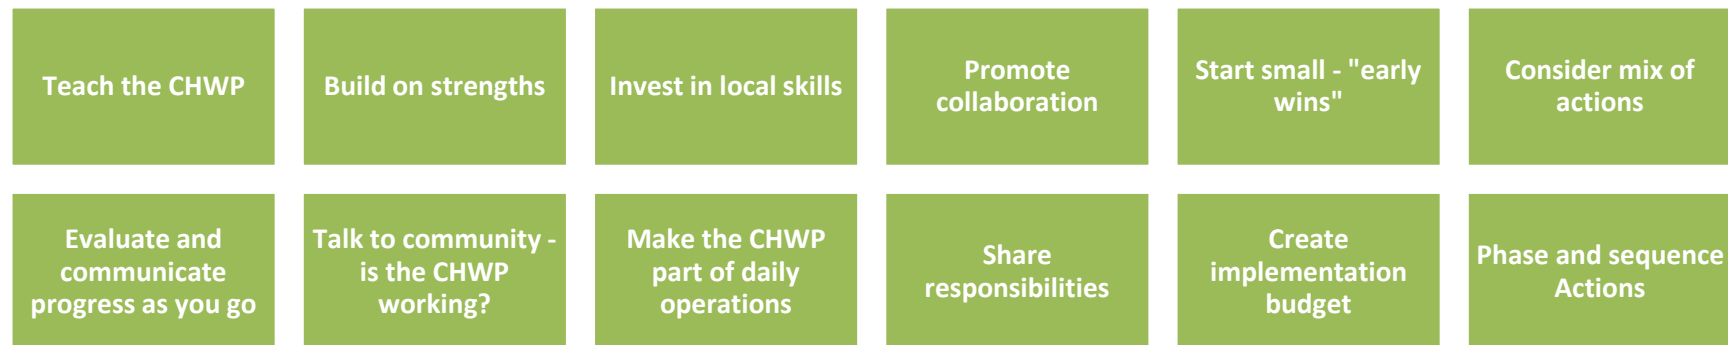 Teach the CHWP
Build on strengths
Invest in local skills
Promote
collaboration
Start small - "early
wins"
Consider mix of
actions
Evaluate and
communicate
progress as you go
Talk to community -
is the CHWP
working?
Make the CHWP
part of daily
operations
Share
responsibilities
Create
implementation
budget
Phase and sequence
Actions